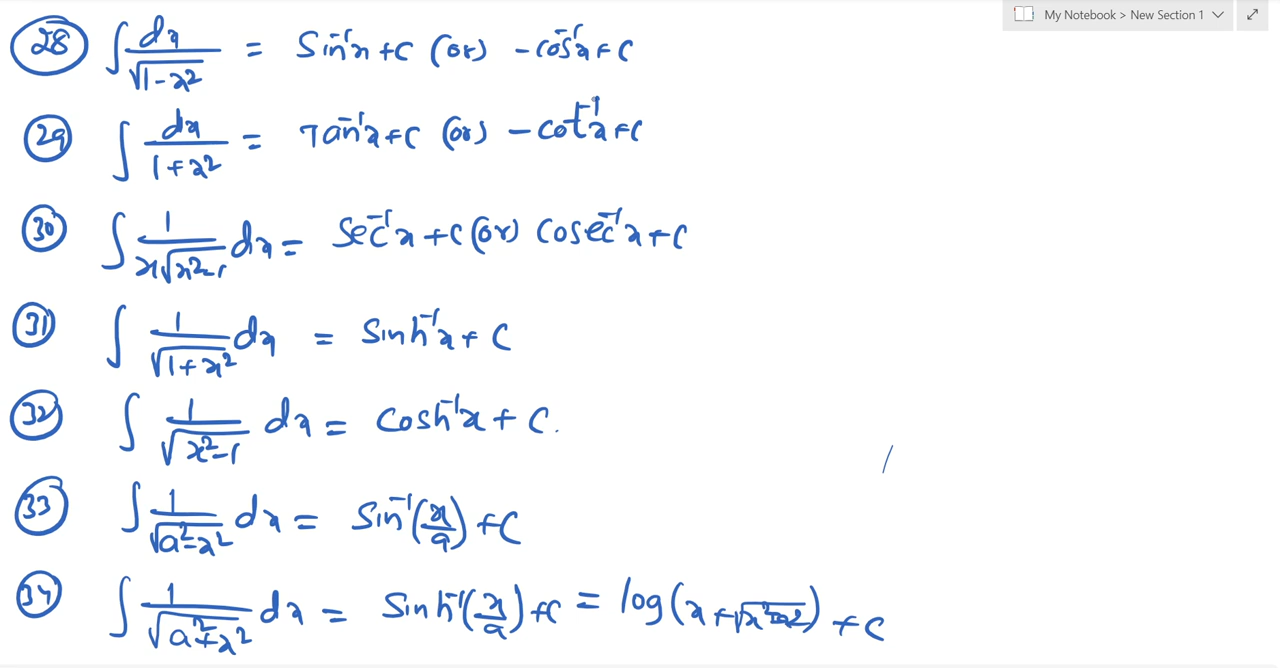 My Notebook > New Section 1
28 ∫ dx/√(1-x²) = Sin⁻¹x + C (or) -cos⁻¹x + C
29 ∫ dx/(1+x²) = Tan⁻¹x + C (or) -cot⁻¹x + C
30 ∫ 1/(x√(x²-1)) dx = Sec⁻¹x + C (or) Cosec⁻¹x + C
31 ∫ 1/√(1+x²) dx = Sinh⁻¹x + C
32 ∫ 1/√(x²-1) dx = Cosh⁻¹x + C.
33 ∫ 1/√(a²-x²) dx = Sin⁻¹(x/a) + C
34 ∫ 1/√(a²+x²) dx = Sinh⁻¹(x/a) + C = log(x + √(x²+a²)) + C